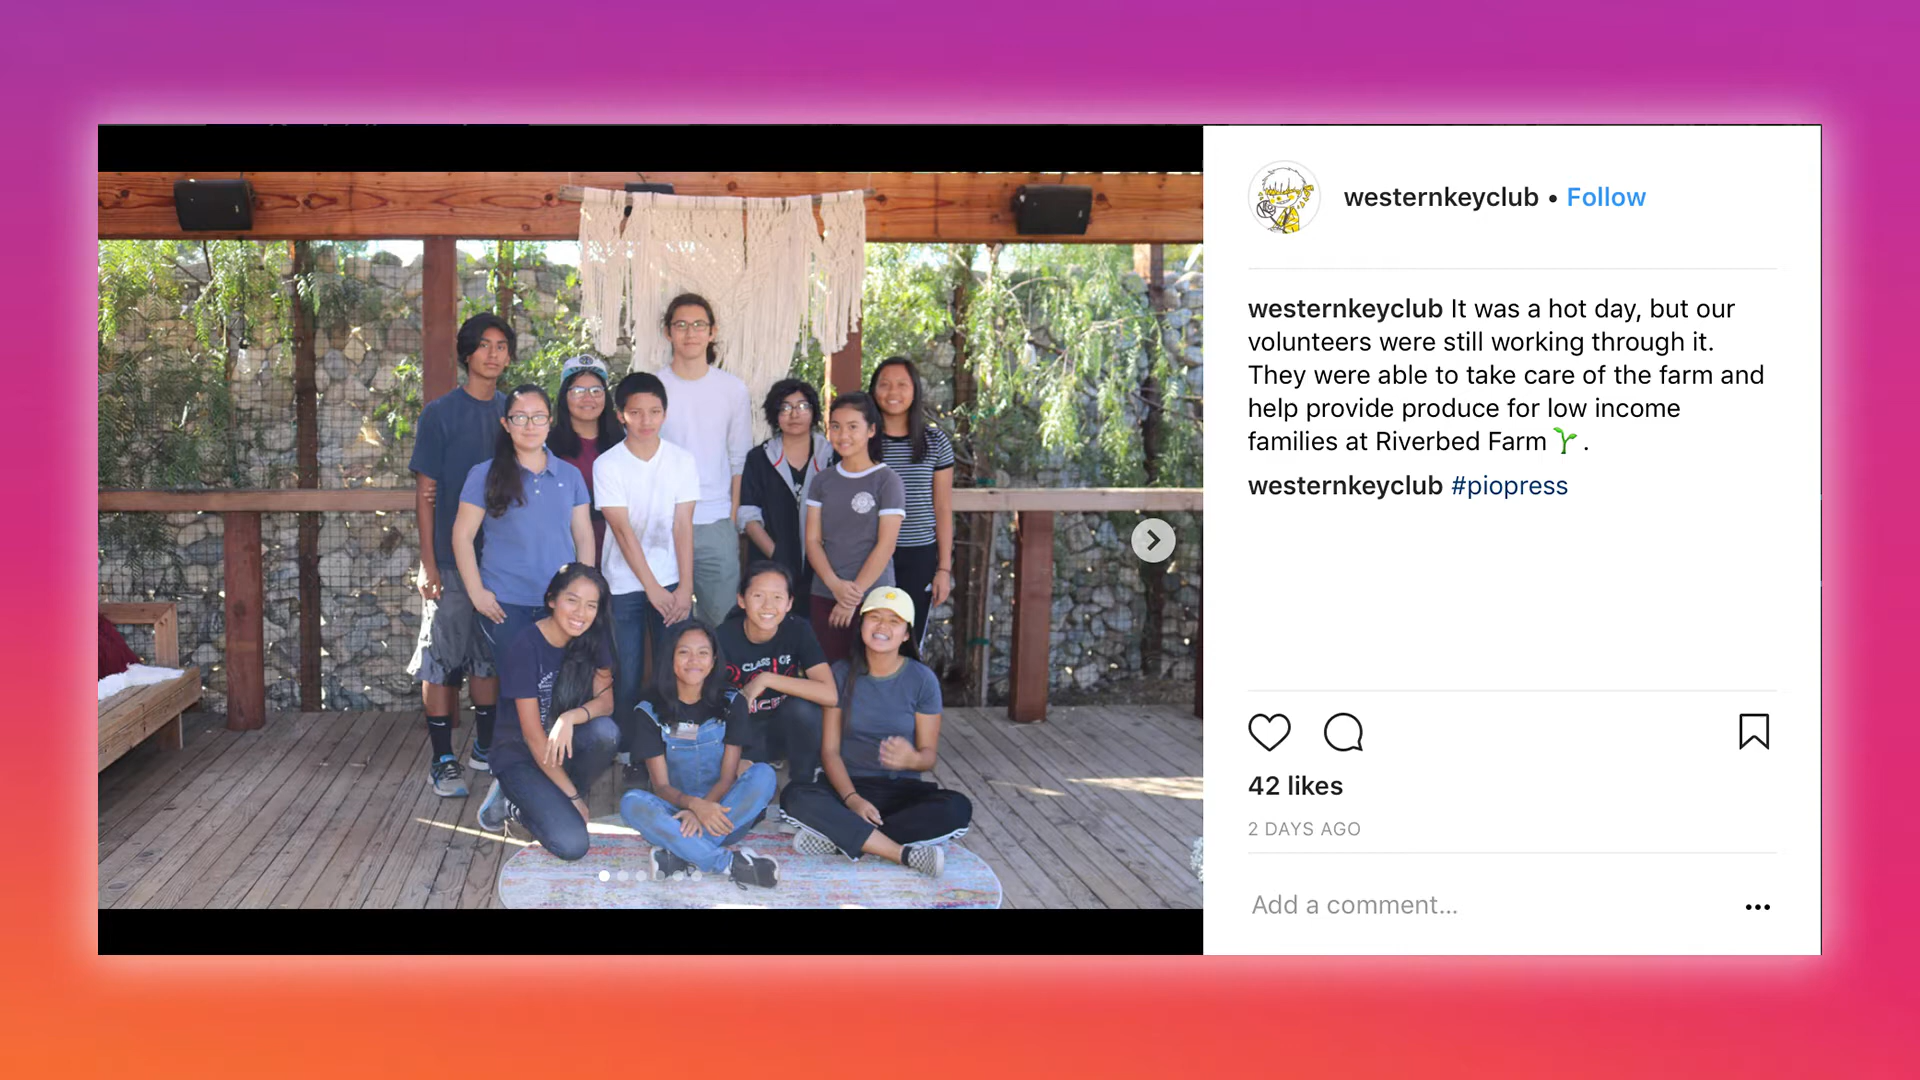 westernkeyclub • Follow
westernkeyclub It was a hot day, but our
volunteers were still working through it.
They were able to take care of the farm and
help provide produce for low income
families at Riverbed Farm 🌱 .
westernkeyclub #piopress
42 likes
2 DAYS AGO
Add a comment...
CLASS OF